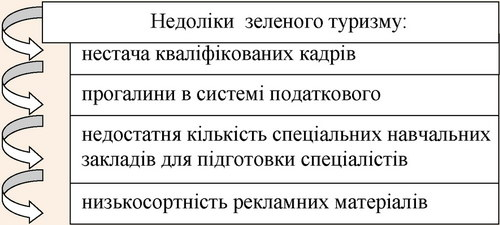 Недоліки зеленого туризму:
нестача кваліфікованих кадрів
прогалини в системі податкового
недостатня кількість спеціальних навчальних
закладів для підготовки спеціалістів
низькосортність рекламних матеріалів